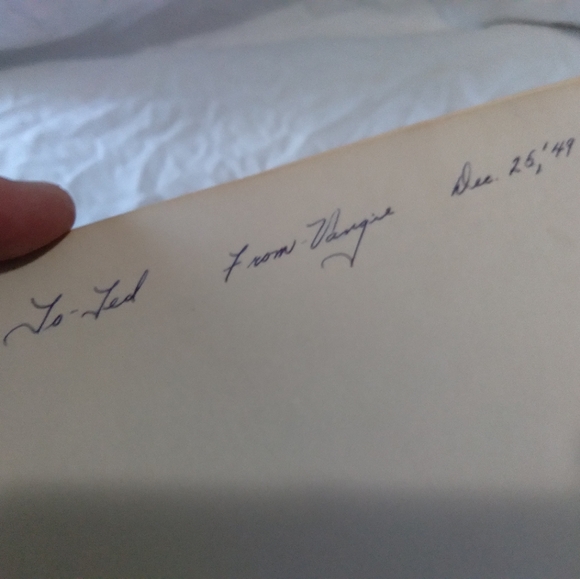 To-Ted From-Vangie Dec. 25, '49